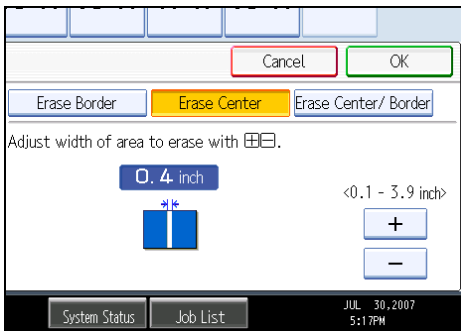 Cancel OK
Erase Border Erase Center Erase Center/ Border
Adjust width of area to erase with ⊞⊟.
0.4 inch
<0.1 - 3.9 inch>
+
−
System Status Job List JUL 30,2007
5:17PM